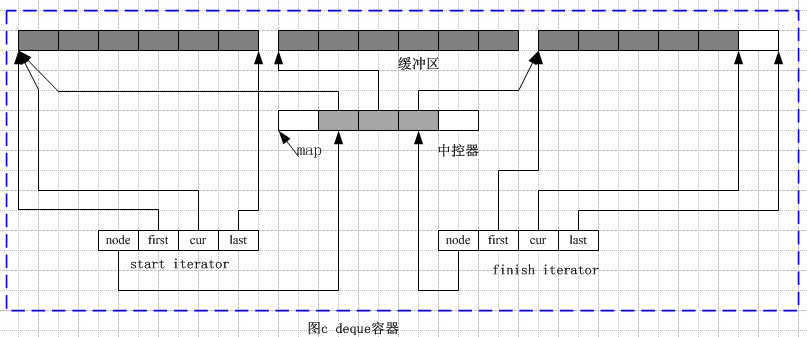 缓冲区
map
中控器
node first cur last
node first cur last
start iterator
finish iterator
图c deque容器